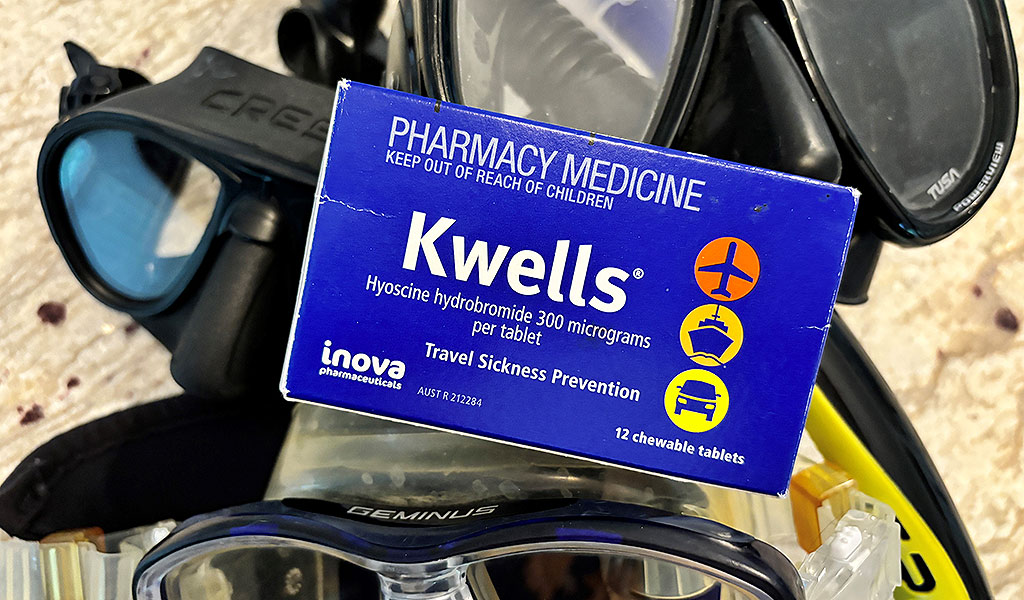 CRES
TUSA
POWERVIEW
PHARMACY MEDICINE
KEEP OUT OF REACH OF CHILDREN
Kwells®
Hyoscine hydrobromide 300 micrograms
per tablet
Travel Sickness Prevention
inova
pharmaceuticals
AUST R 212284
12 chewable tablets
GEMINUS